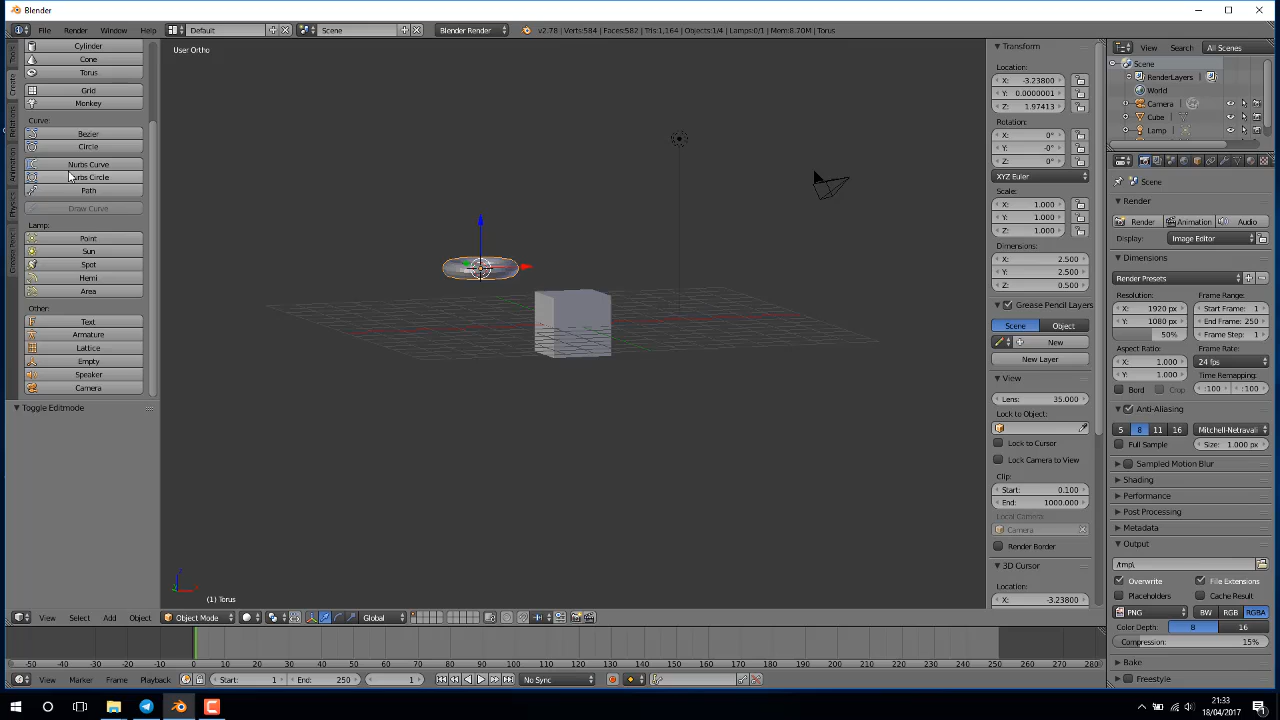 Blender
File Render Window Help Default Scene Blender Render v2.78 | Verts:584 | Faces:582 | Tris:1,164 | Objects:1/4 | Lamps:0/1 | Mem:8.70M | Torus
View Search All Scenes
Tools
Create
Relations
Animation
Physics
Grease Pencil
Cylinder
Cone
Torus
Grid
Monkey
Curve:
Bezier
Circle
Nurbs Curve
urbs Circle
Path
Draw Curve
Lamp:
Point
Sun
Spot
Hemi
Area
Other:
Text
Armature
Lattice
Empty
Speaker
Camera
Toggle Editmode
User Ortho
(1) Torus
View Select Add Object Object Mode Global
Transform
Location:
X: -3.23800
Y: 0.0000001
Z: 1.97413
Rotation:
X: 0°
Y: -0°
Z: 0°
XYZ Euler
Scale:
X: 1.000
Y: 1.000
Z: 1.000
Dimensions:
X: 2.500
Y: 2.500
Z: 0.500
Grease Pencil Layers
Scene Object
New
New Layer
View
Lens: 35.000
Lock to Object:
Lock to Cursor
Lock Camera to View
Clip:
Start: 0.100
End: 1000.000
Local Camera:
Camera
Render Border
3D Cursor
Location:
X: -3.23800
Scene
RenderLayers
World
Camera
Cube
Lamp
Scene
Render
Render Animation Audio
Display: Image Editor
Dimensions
Render Presets
Resolution: Frame Range:
X: 1920 px Start Frame: 1
Y: 1080 px End Frame: 250
50% Frame Step: 1
Aspect Ratio: Frame Rate:
X: 1.000 24 fps
Y: 1.000 Time Remapping:
Bord Crop :100 :100
Anti-Aliasing
5 8 11 16 Mitchell-Netravali
Full Sample Size: 1.000 px
Sampled Motion Blur
Shading
Performance
Post Processing
Metadata
Output
/tmp\
Overwrite File Extensions
Placeholders Cache Result
PNG BW RGB RGBA
Color Depth: 8 16
Compression: 15%
Bake
Freestyle
-50 -40 -30 -20 -10 0 10 20 30 40 50 60 70 80 90 100 110 120 130 140 150 160 170 180 190 200 210 220 230 240 250 260 270 280
View Marker Frame Playback Start: 1 End: 250 1 No Sync
21:33
18/04/2017